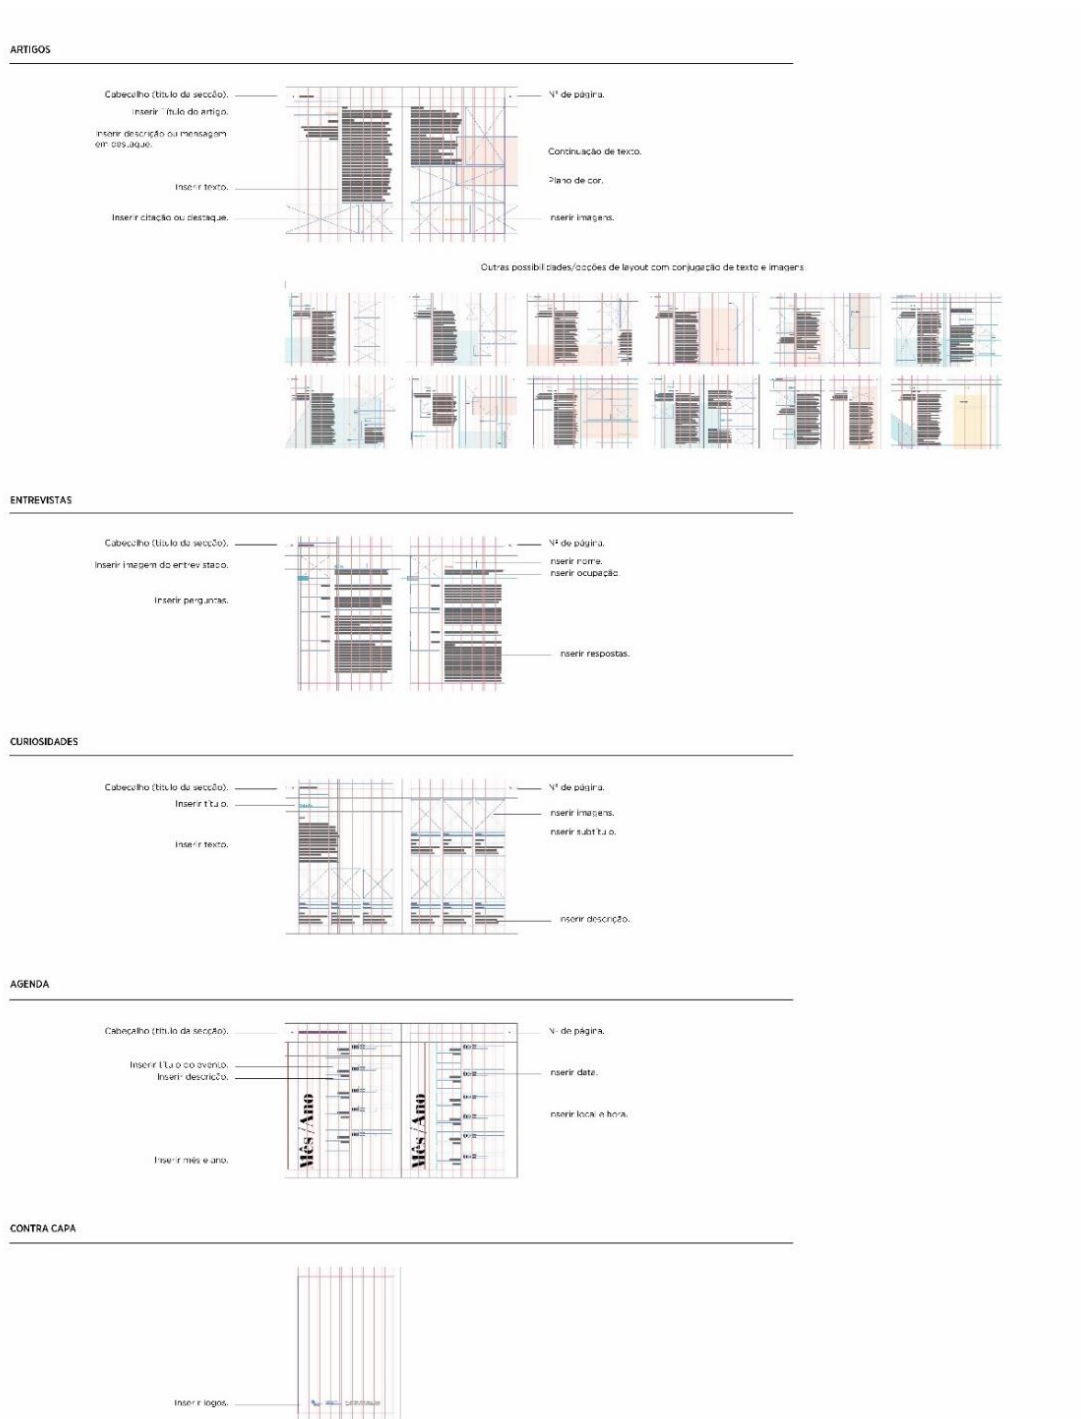 ARTIGOS
Cabeçalho (título da secção).
Nº de página.
Inserir Título do artigo.
Inserir descrição ou mensagem
em destaque.
Continuação de texto.
Plano de cor.
Inserir texto.
Inserir citação ou destaque.
Inserir imagens.
Outras possibilidades/opções de layout com conjugação de texto e imagens
ENTREVISTAS
Cabeçalho (título da secção).
Nº de página.
Inserir imagem do entrevistado.
Inserir nome.
Inserir ocupação.
Inserir perguntas.
Inserir respostas.
CURIOSIDADES
Cabeçalho (título da secção).
Nº de página.
Inserir título.
Inserir imagens.
Inserir subtítulo.
Inserir texto.
Inserir descrição.
AGENDA
Cabeçalho (título da secção).
Nº de página.
Inserir título do evento.
Inserir descrição.
Inserir data.
Inserir local e hora.
Mês/Ano
Mês/Ano
Inserir mês e ano.
CONTRA CAPA
Inserir logos.